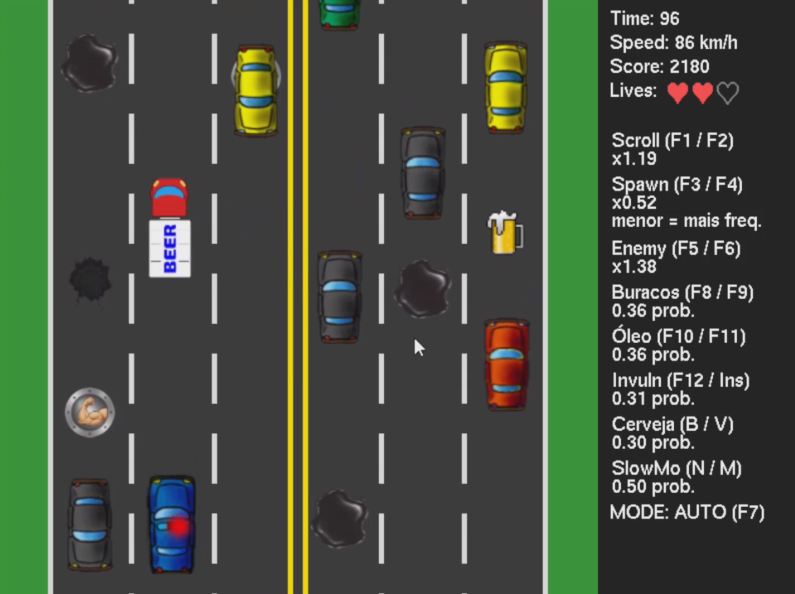 Time: 96
Speed: 86 km/h
Score: 2180
Lives:
Scroll (F1 / F2)
x1.19
Spawn (F3 / F4)
x0.52
menor = mais freq.
Enemy (F5 / F6)
x1.38
Buracos (F8 / F9)
0.36 prob.
Óleo (F10 / F11)
0.36 prob.
Invuln (F12 / Ins)
0.31 prob.
Cerveja (B / V)
0.30 prob.
SlowMo (N / M)
0.50 prob.
MODE: AUTO (F7)
BEER